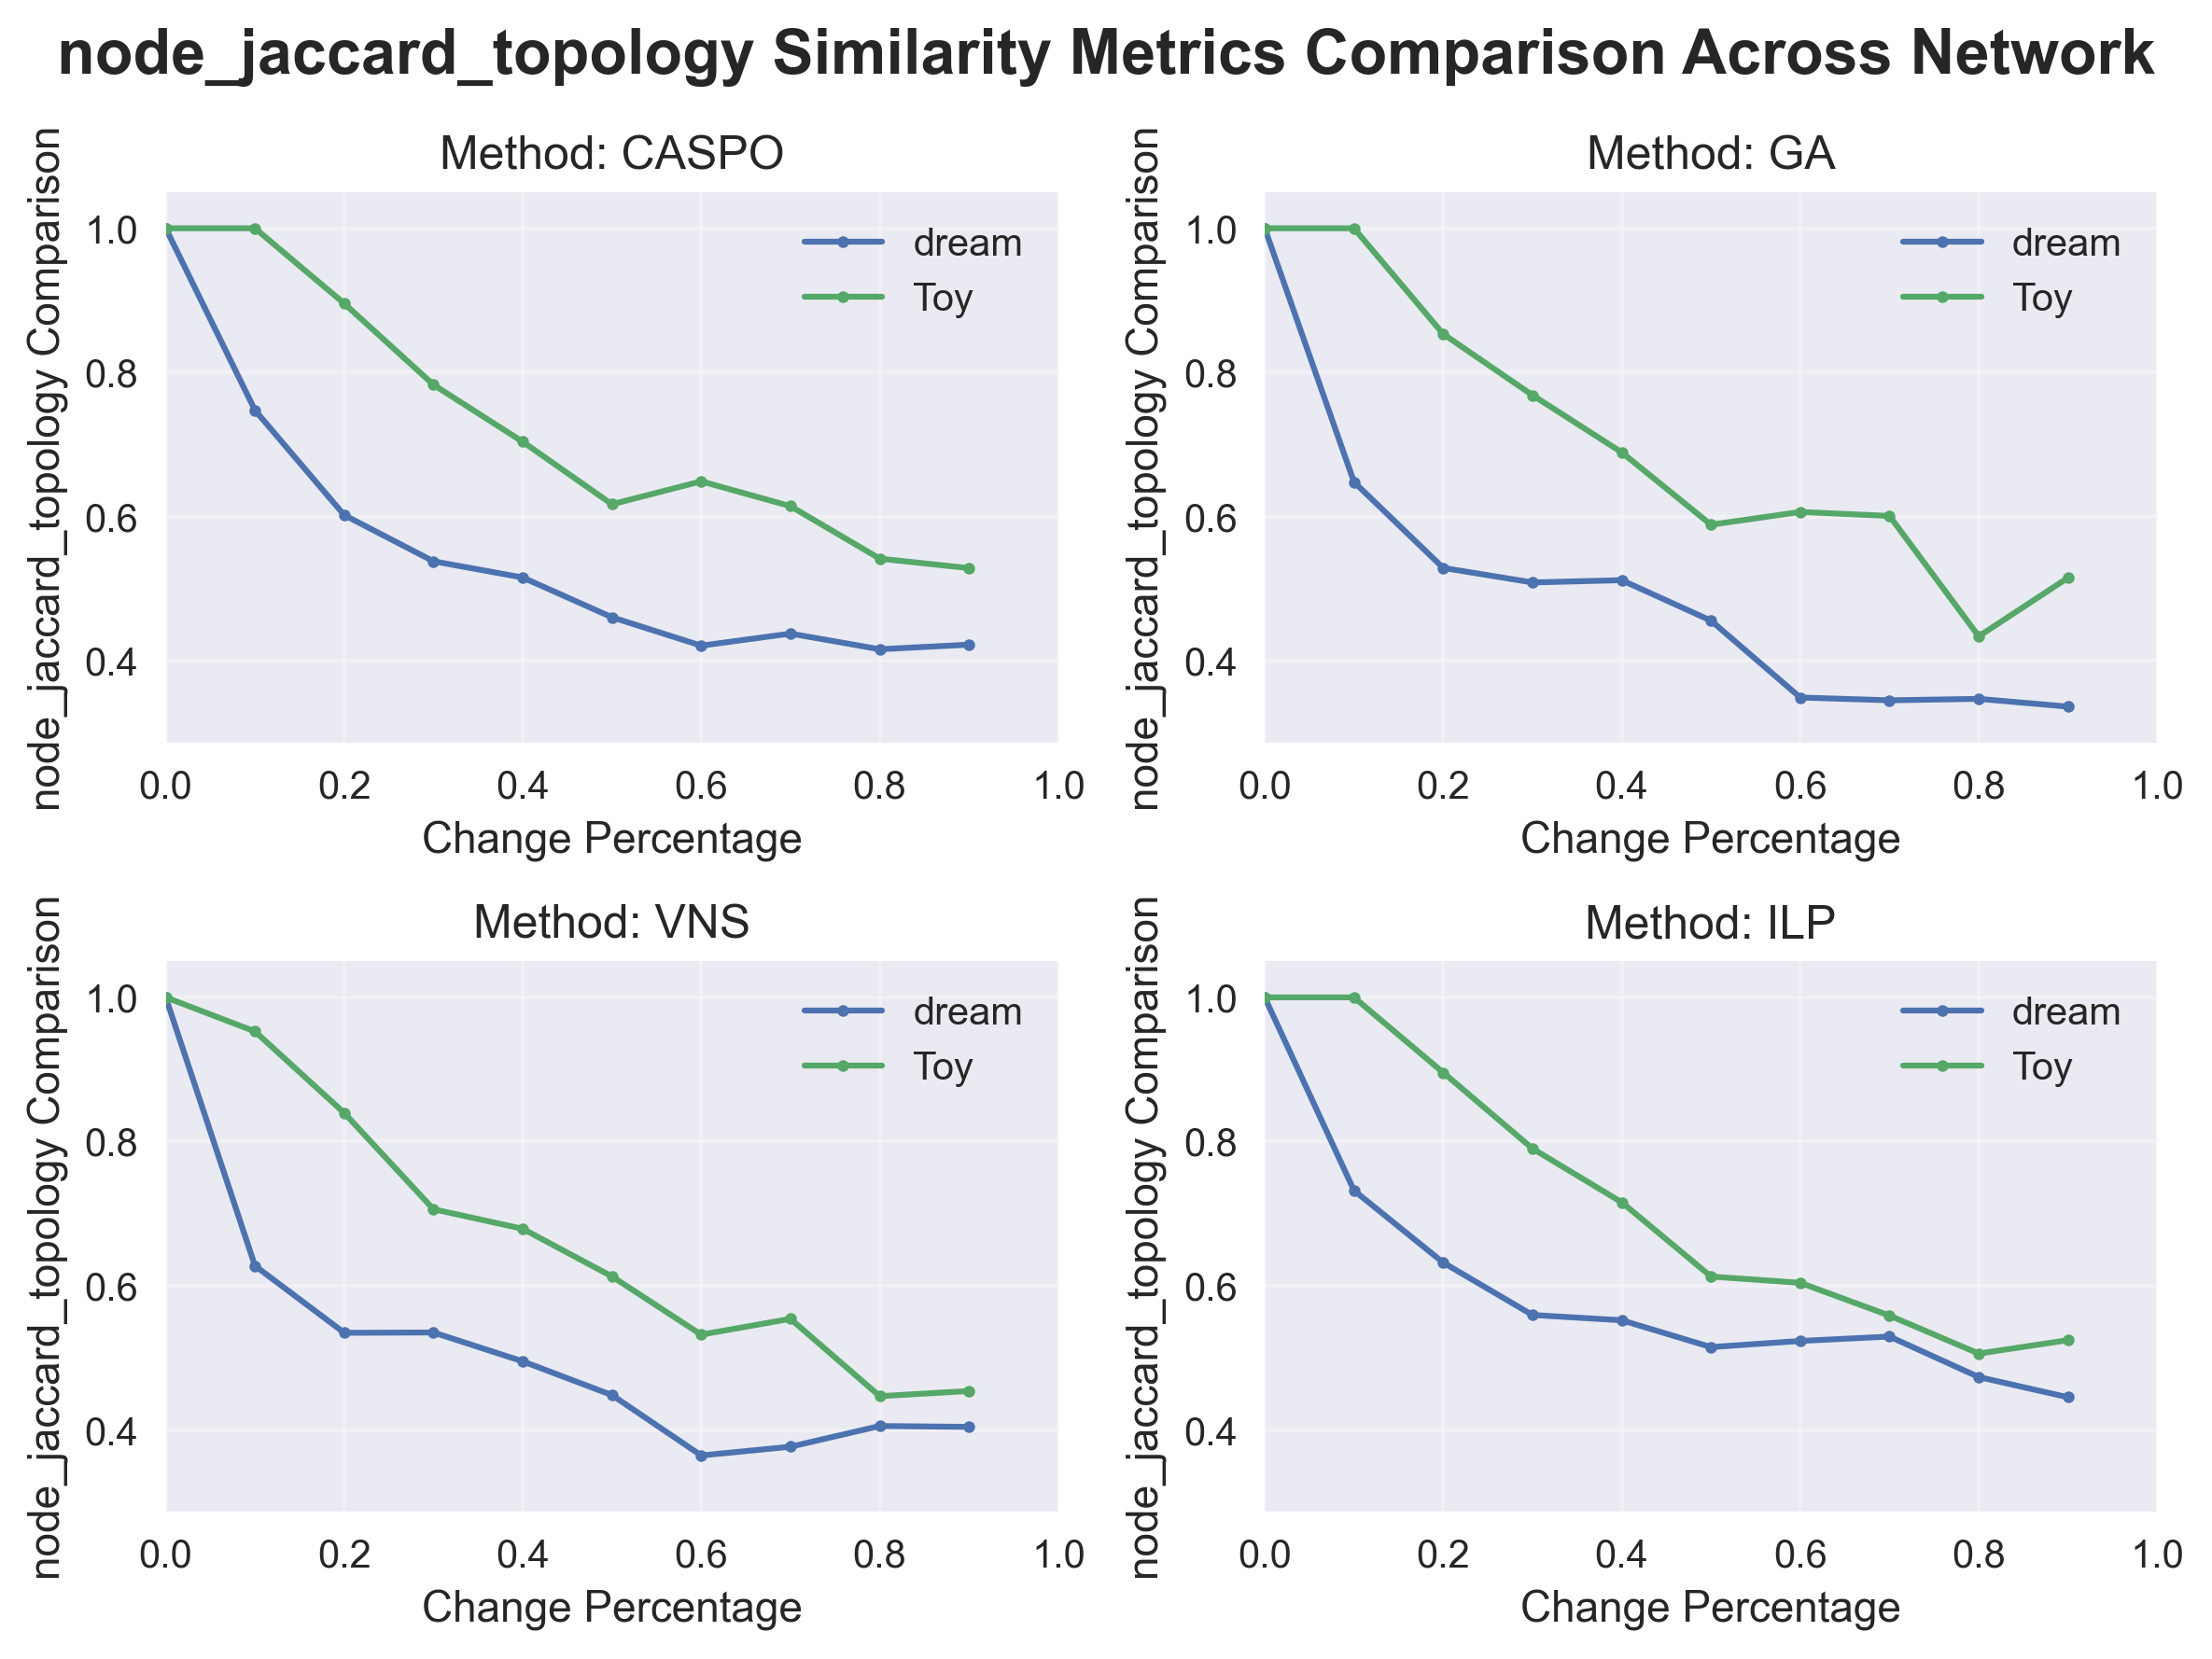 node_jaccard_topology Similarity Metrics Comparison Across Network
Method: CASPO
node_jaccard_topology Comparison
1.0
0.8
0.6
0.4
dream
Toy
0.0 0.2 0.4 0.6 0.8 1.0
Change Percentage
Method: GA
node_jaccard_topology Comparison
1.0
0.8
0.6
0.4
dream
Toy
0.0 0.2 0.4 0.6 0.8 1.0
Change Percentage
Method: VNS
node_jaccard_topology Comparison
1.0
0.8
0.6
0.4
dream
Toy
0.0 0.2 0.4 0.6 0.8 1.0
Change Percentage
Method: ILP
node_jaccard_topology Comparison
1.0
0.8
0.6
0.4
dream
Toy
0.0 0.2 0.4 0.6 0.8 1.0
Change Percentage